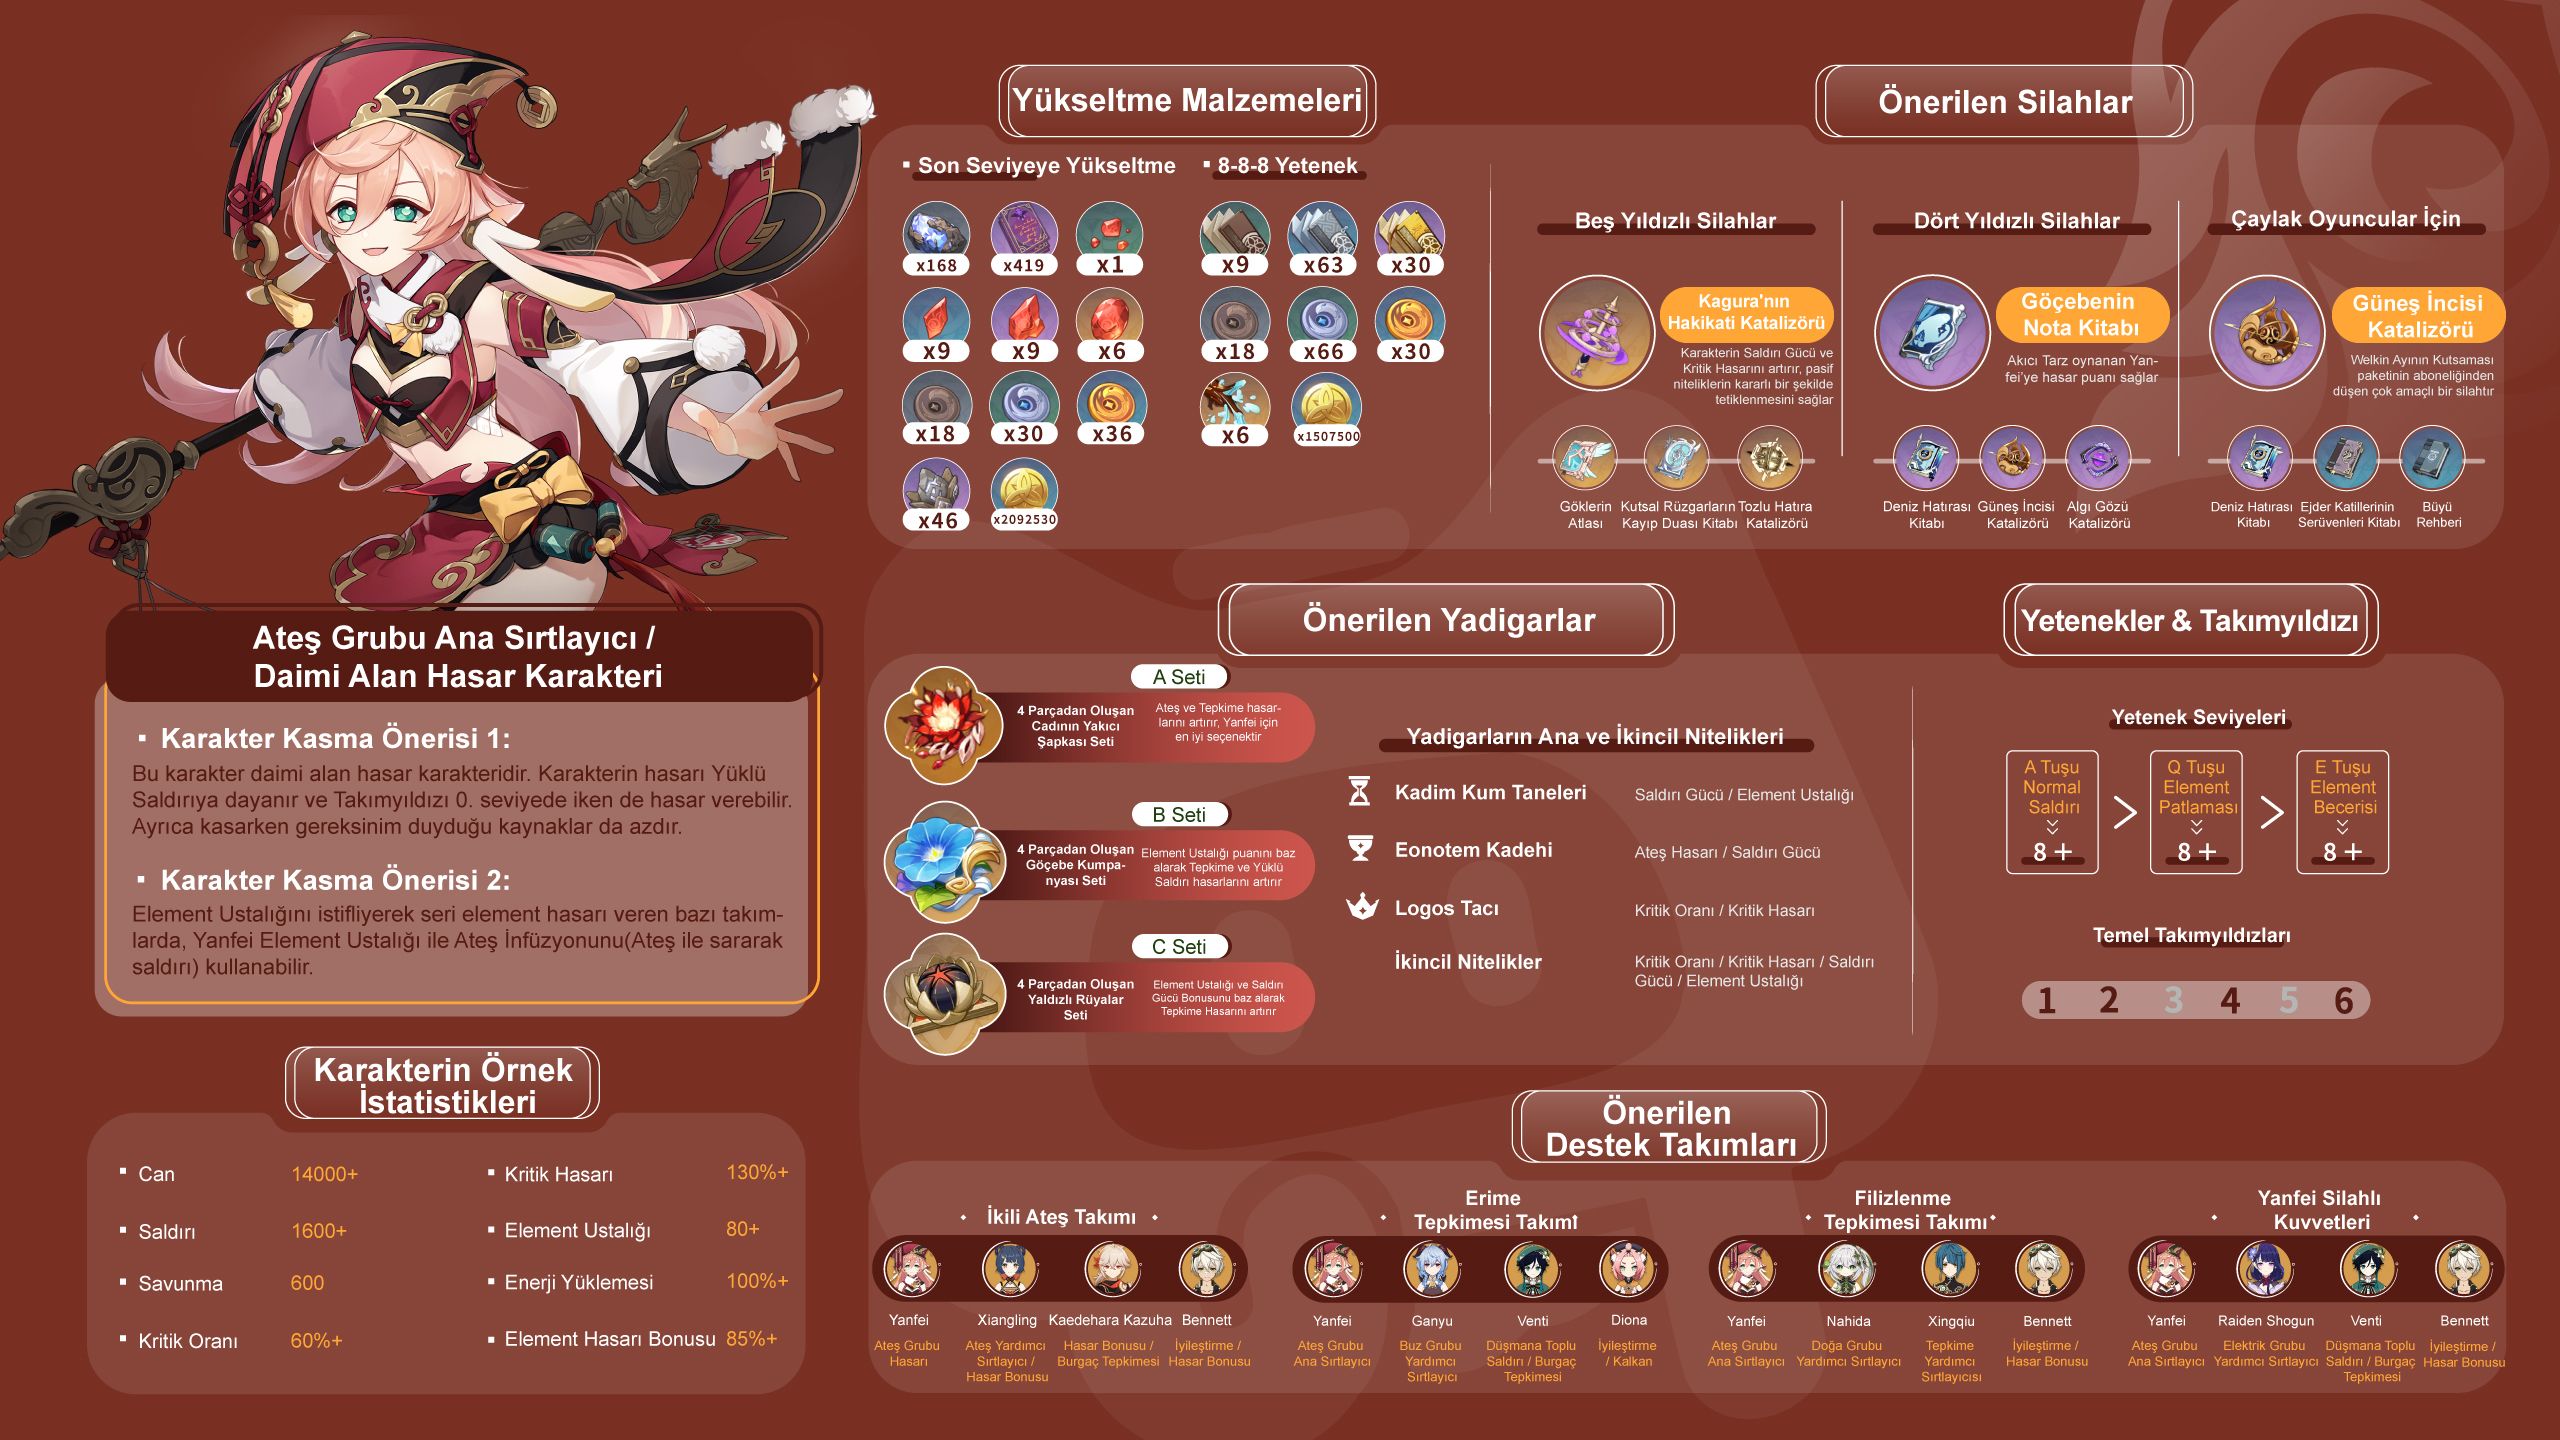 Ateş Grubu Ana Sırtlayıcı /
Daimi Alan Hasar Karakteri
Karakter Kasma Önerisi 1:
Bu karakter daimi alan hasar karakteridir. Karakterin hasarı Yüklü
Saldırıya dayanır ve Takımyıldızı 0. seviyede iken de hasar verebilir.
Ayrıca kasarken gereksinim duyduğu kaynaklar da azdır.
Karakter Kasma Önerisi 2:
Element Ustalığını istifliyerek seri element hasarı veren bazı takım-
larda, Yanfei Element Ustalığı ile Ateş İnfüzyonunu(Ateş ile sararak
saldırı) kullanabilir.
Karakterin Örnek
İstatistikleri
Can 14000+
Saldırı 1600+
Savunma 600
Kritik Oranı 60%+
Kritik Hasarı 130%+
Element Ustalığı 80+
Enerji Yüklemesi 100%+
Element Hasarı Bonusu 85%+
Yükseltme Malzemeleri
Son Seviyeye Yükseltme
x168 x419 x1
x9 x9 x6
x18 x30 x36
x46 x2092530
8-8-8 Yetenek
x9 x63 x30
x18 x66 x30
x6 x1507500
Önerilen Silahlar
Beş Yıldızlı Silahlar
Kagura'nın
Hakikati Katalizörü
Karakterin Saldırı Gücü ve
Kritik Hasarını artırır, pasif
niteliklerin kararlı bir şekilde
tetiklenmesini sağlar
Göklerin
Atlası
Kutsal Rüzgarların
Kayıp Duası Kitabı
Tozlu Hatıra
Katalizörü
Dört Yıldızlı Silahlar
Göçebenin
Nota Kitabı
Akıcı Tarz oynanan Yan-
fei'ye hasar puanı sağlar
Deniz Hatırası
Kitabı
Güneş İncisi
Katalizörü
Algı Gözü
Katalizörü
Çaylak Oyuncular İçin
Güneş İncisi
Katalizörü
Welkin Ayının Kutsaması
paketinin aboneliğinden
düşen çok amaçlı bir silahtır
Deniz Hatırası
Kitabı
Ejder Katillerinin
Serüvenleri Kitabı
Büyü
Rehberi
Önerilen Yadigarlar
A Seti
4 Parçadan Oluşan
Cadının Yakıcı
Şapkası Seti
Ateş ve Tepkime hasar-
larını artırır, Yanfei için
en iyi seçenektir
B Seti
4 Parçadan Oluşan
Göçebe Kumpa-
nyası Seti
Element Ustalığı puanını baz
alarak Tepkime ve Yüklü
Saldırı hasarlarını artırır
C Seti
4 Parçadan Oluşan
Yaldızlı Rüyalar
Seti
Element Ustalığı ve Saldırı
Gücü Bonusunu baz alarak
Tepkime Hasarını artırır
Yadigarların Ana ve İkincil Nitelikleri
Kadim Kum Taneleri Saldırı Gücü / Element Ustalığı
Eonotem Kadehi Ateş Hasarı / Saldırı Gücü
Logos Tacı Kritik Oranı / Kritik Hasarı
İkincil Nitelikler Kritik Oranı / Kritik Hasarı / Saldırı
Gücü / Element Ustalığı
Yetenekler & Takımyıldızı
Yetenek Seviyeleri
A Tuşu
Normal
Saldırı
8 +
>
Q Tuşu
Element
Patlaması
8 +
>
E Tuşu
Element
Becerisi
8 +
Temel Takımyıldızları
1 2 3 4 5 6
Önerilen
Destek Takımları
İkili Ateş Takımı
Yanfei
Ateş Grubu
Hasarı
Xiangling
Ateş Yardımcı
Sırtlayıcı /
Hasar Bonusu
Kaedehara Kazuha
Hasar Bonusu /
Burgaç Tepkimesi
Bennett
İyileştirme /
Hasar Bonusu
Erime
Tepkimesi Takımı
Yanfei
Ateş Grubu
Ana Sırtlayıcı
Ganyu
Buz Grubu
Yardımcı
Sırtlayıcı
Venti
Düşmana Toplu
Saldırı / Burgaç
Tepkimesi
Diona
İyileştirme
/ Kalkan
Filizlenme
Tepkimesi Takımı
Yanfei
Ateş Grubu
Ana Sırtlayıcı
Nahida
Doğa Grubu
Yardımcı Sırtlayıcı
Xingqiu
Tepkime
Yardımcı
Sırtlayıcısı
Bennett
İyileştirme /
Hasar Bonusu
Yanfei Silahlı
Kuvvetleri
Yanfei
Ateş Grubu
Ana Sırtlayıcı
Raiden Shogun
Elektrik Grubu
Yardımcı Sırtlayıcı
Venti
Düşmana Toplu
Saldırı / Burgaç
Tepkimesi
Bennett
İyileştirme /
Hasar Bonusu